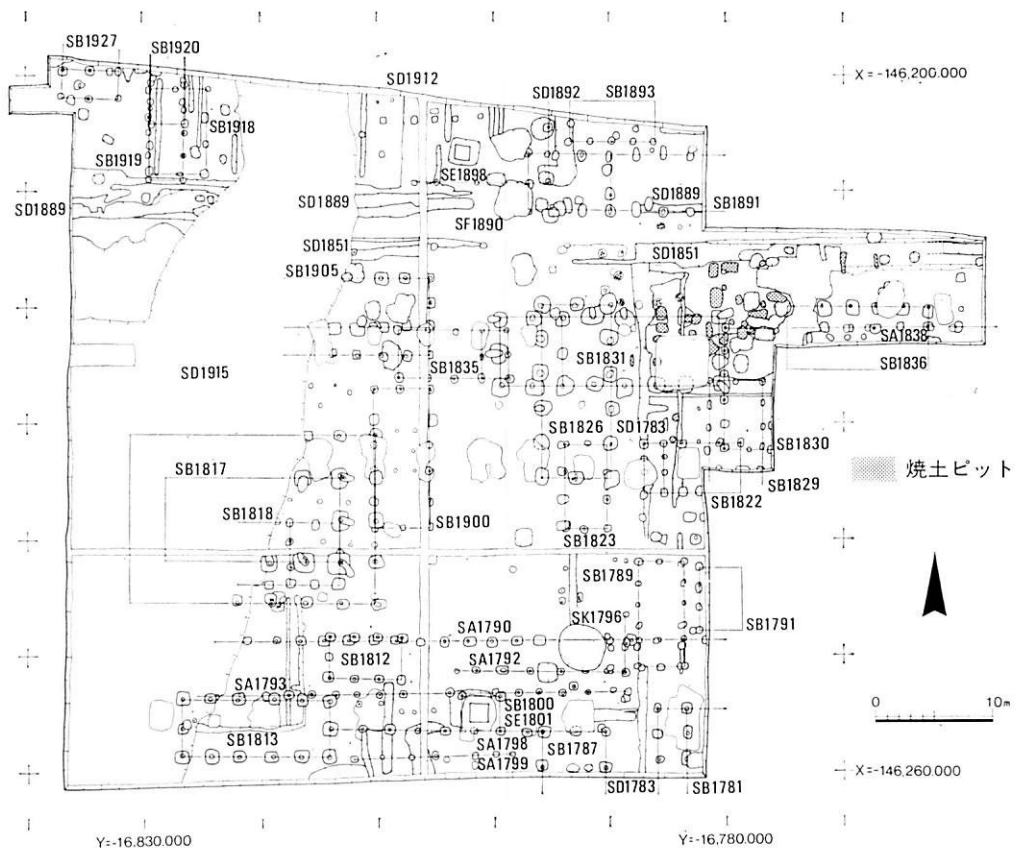 SB1927
SB1920
SD1912
SD1892
SB1893
X=-146,200.000
SB1918
SB1919
SE1898
SD1889
SD1889
SD1889
SB1891
SF1890
SD1851
SD1851
SB1905
SA1838
SB1836
SD1915
SB1835
SB1831
SB1826
SD1783
SB1830
SB1817
SB1829
焼土ピット
SB1822
SB1818
SB1900
SB1823
SB1789
SB1791
SK1796
SA1790
SB1812
SA1792
SA1793
SB1800
SE1801
SB1813
SA1798
SB1787
SA1799
0 10m
X=-146,260.000
SD1783
SB1781
Y=-16,830.000
Y=-16,780.000